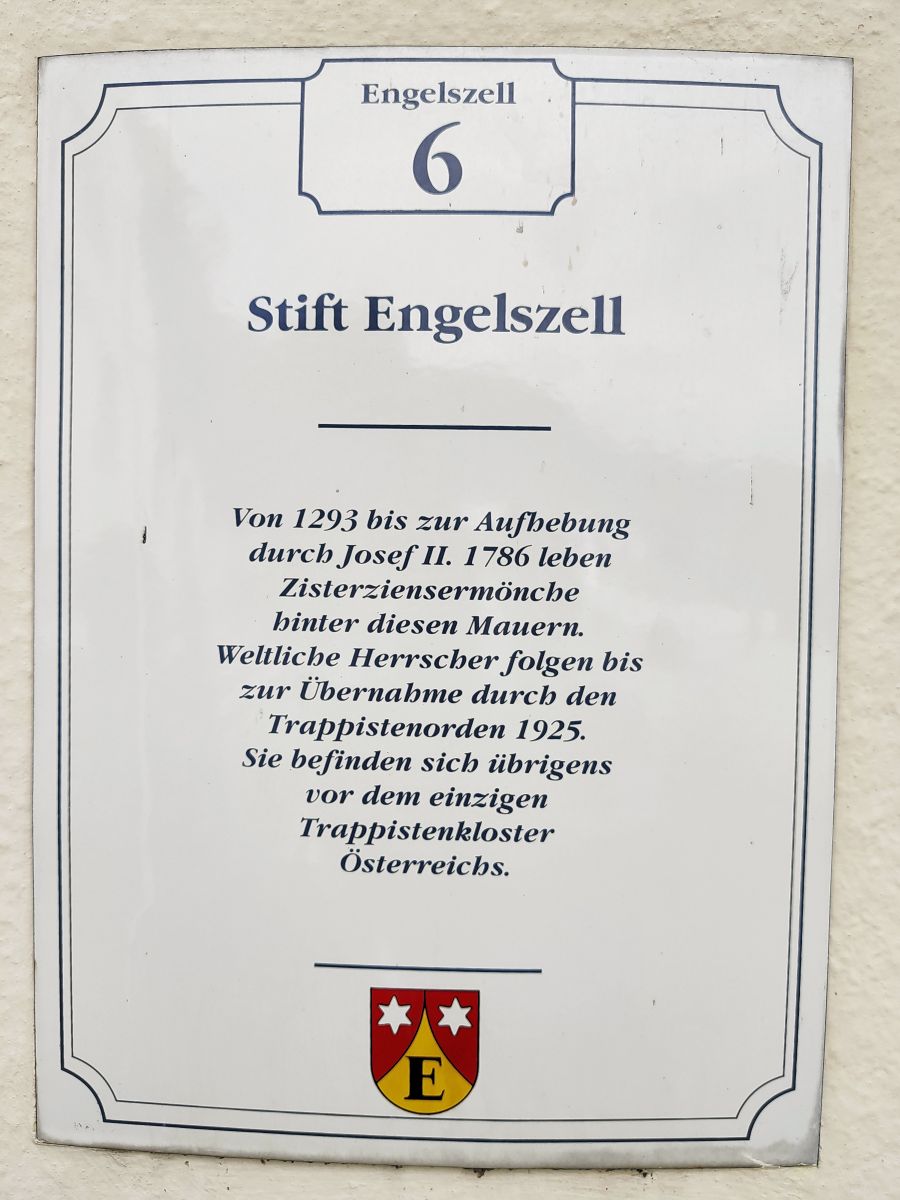 Engelszell
6
Stift Engelszell
Von 1293 bis zur Aufhebung
durch Josef II. 1786 leben
Zisterziensermönche
hinter diesen Mauern.
Weltliche Herrscher folgen bis
zur Übernahme durch den
Trappistenorden 1925.
Sie befinden sich übrigens
vor dem einzigen
Trappistenkloster
Österreichs.
E